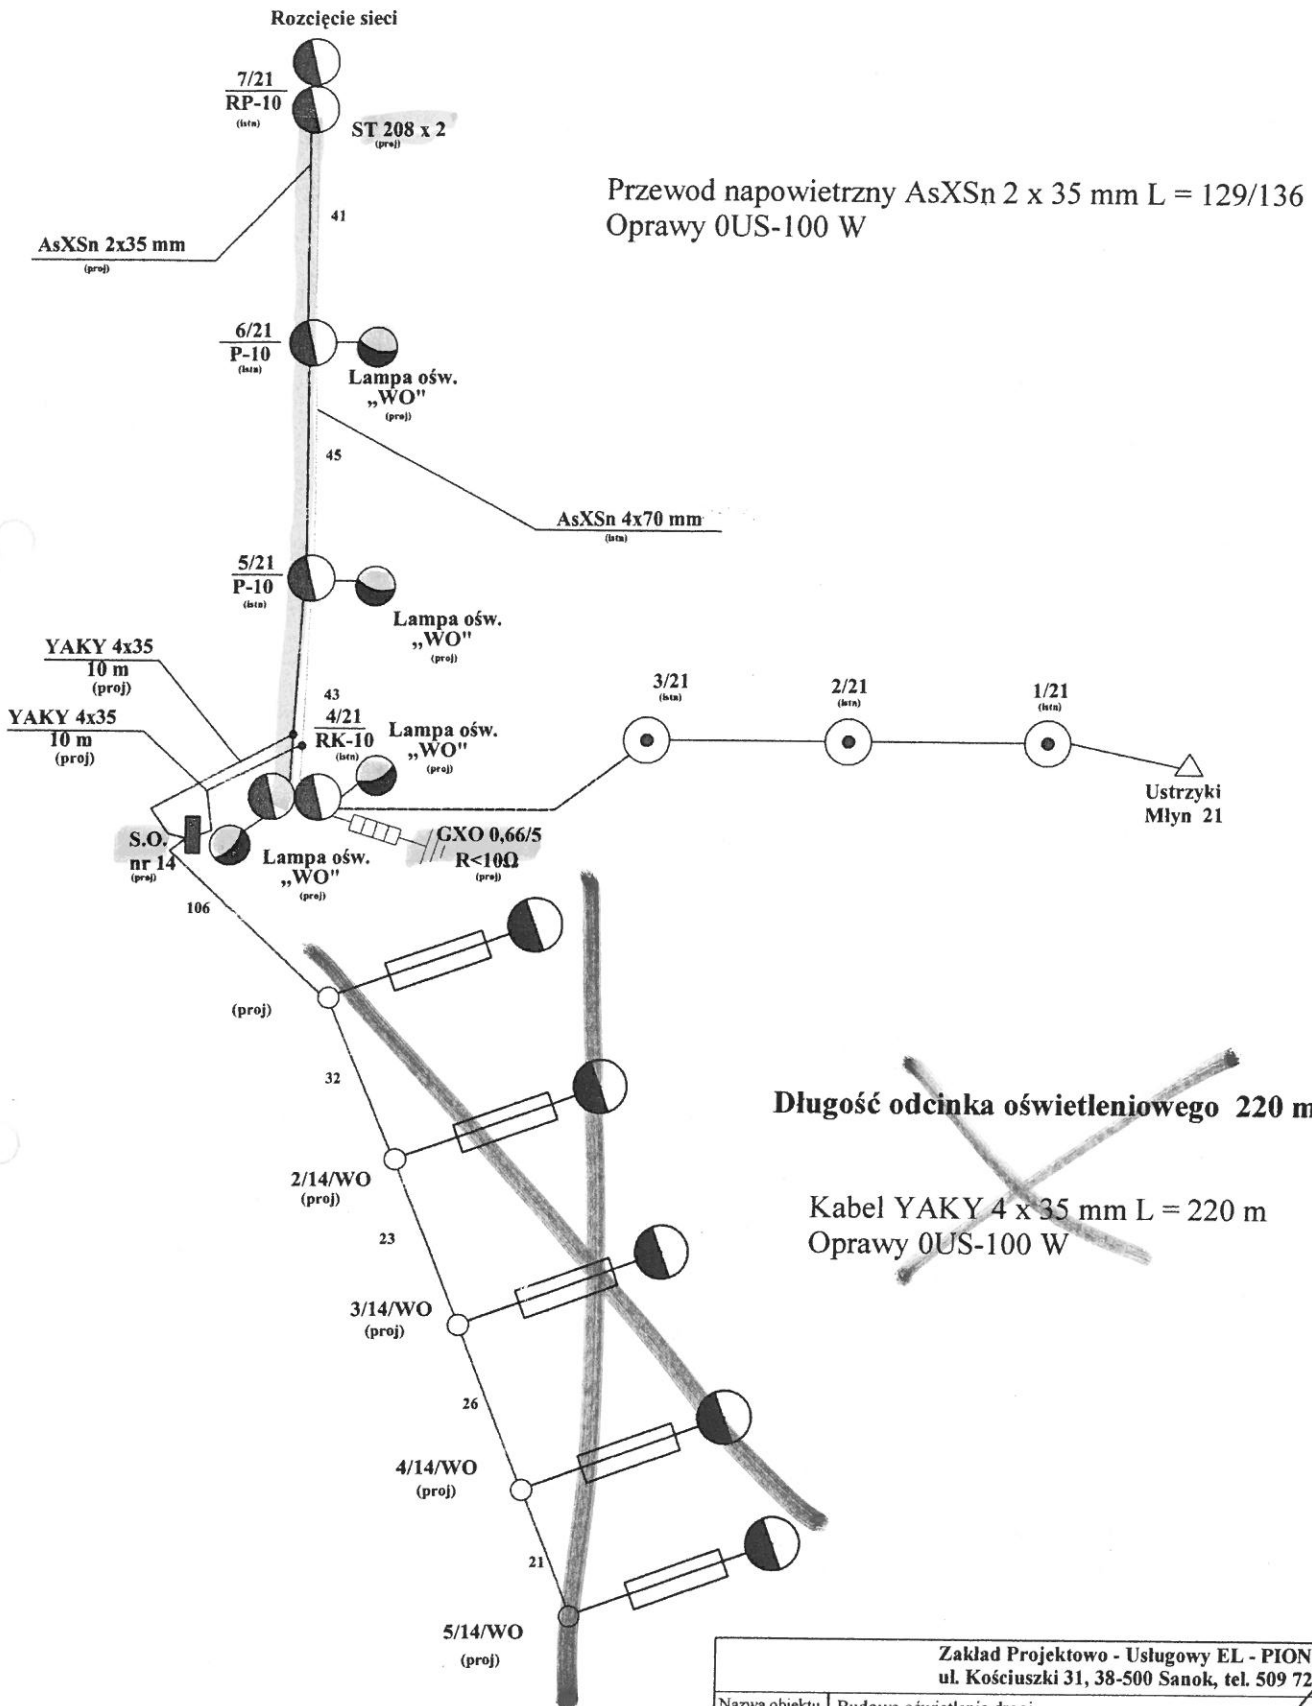 Rozcięcie sieci
7/21
RP-10
(istn)
ST 208 x 2
(proj)
Przewod napowietrzny AsXSn 2 x 35 mm L = 129/136
Oprawy 0US-100 W
41
AsXSn 2x35 mm
(proj)
6/21
P-10
(istn)
Lampa ośw.
„WO"
(proj)
45
AsXSn 4x70 mm
(istn)
5/21
P-10
(istn)
Lampa ośw.
„WO"
(proj)
YAKY 4x35
10 m
(proj)
YAKY 4x35
10 m
(proj)
43
4/21
RK-10
(istn)
Lampa ośw.
„WO"
(proj)
3/21
(istn)
2/21
(istn)
1/21
(istn)
Ustrzyki
Młyn 21
S.O.
nr 14
(proj)
Lampa ośw.
„WO"
(proj)
GXO 0,66/5
R<10Ω
(proj)
106
(proj)
32
2/14/WO
(proj)
23
3/14/WO
(proj)
26
4/14/WO
(proj)
21
5/14/WO
(proj)
Długość odcinka oświetleniowego 220 m
Kabel YAKY 4 x 35 mm L = 220 m
Oprawy 0US-100 W
Zakład Projektowo - Usługowy EL - PION
ul. Kościuszki 31, 38-500 Sanok, tel. 509 72